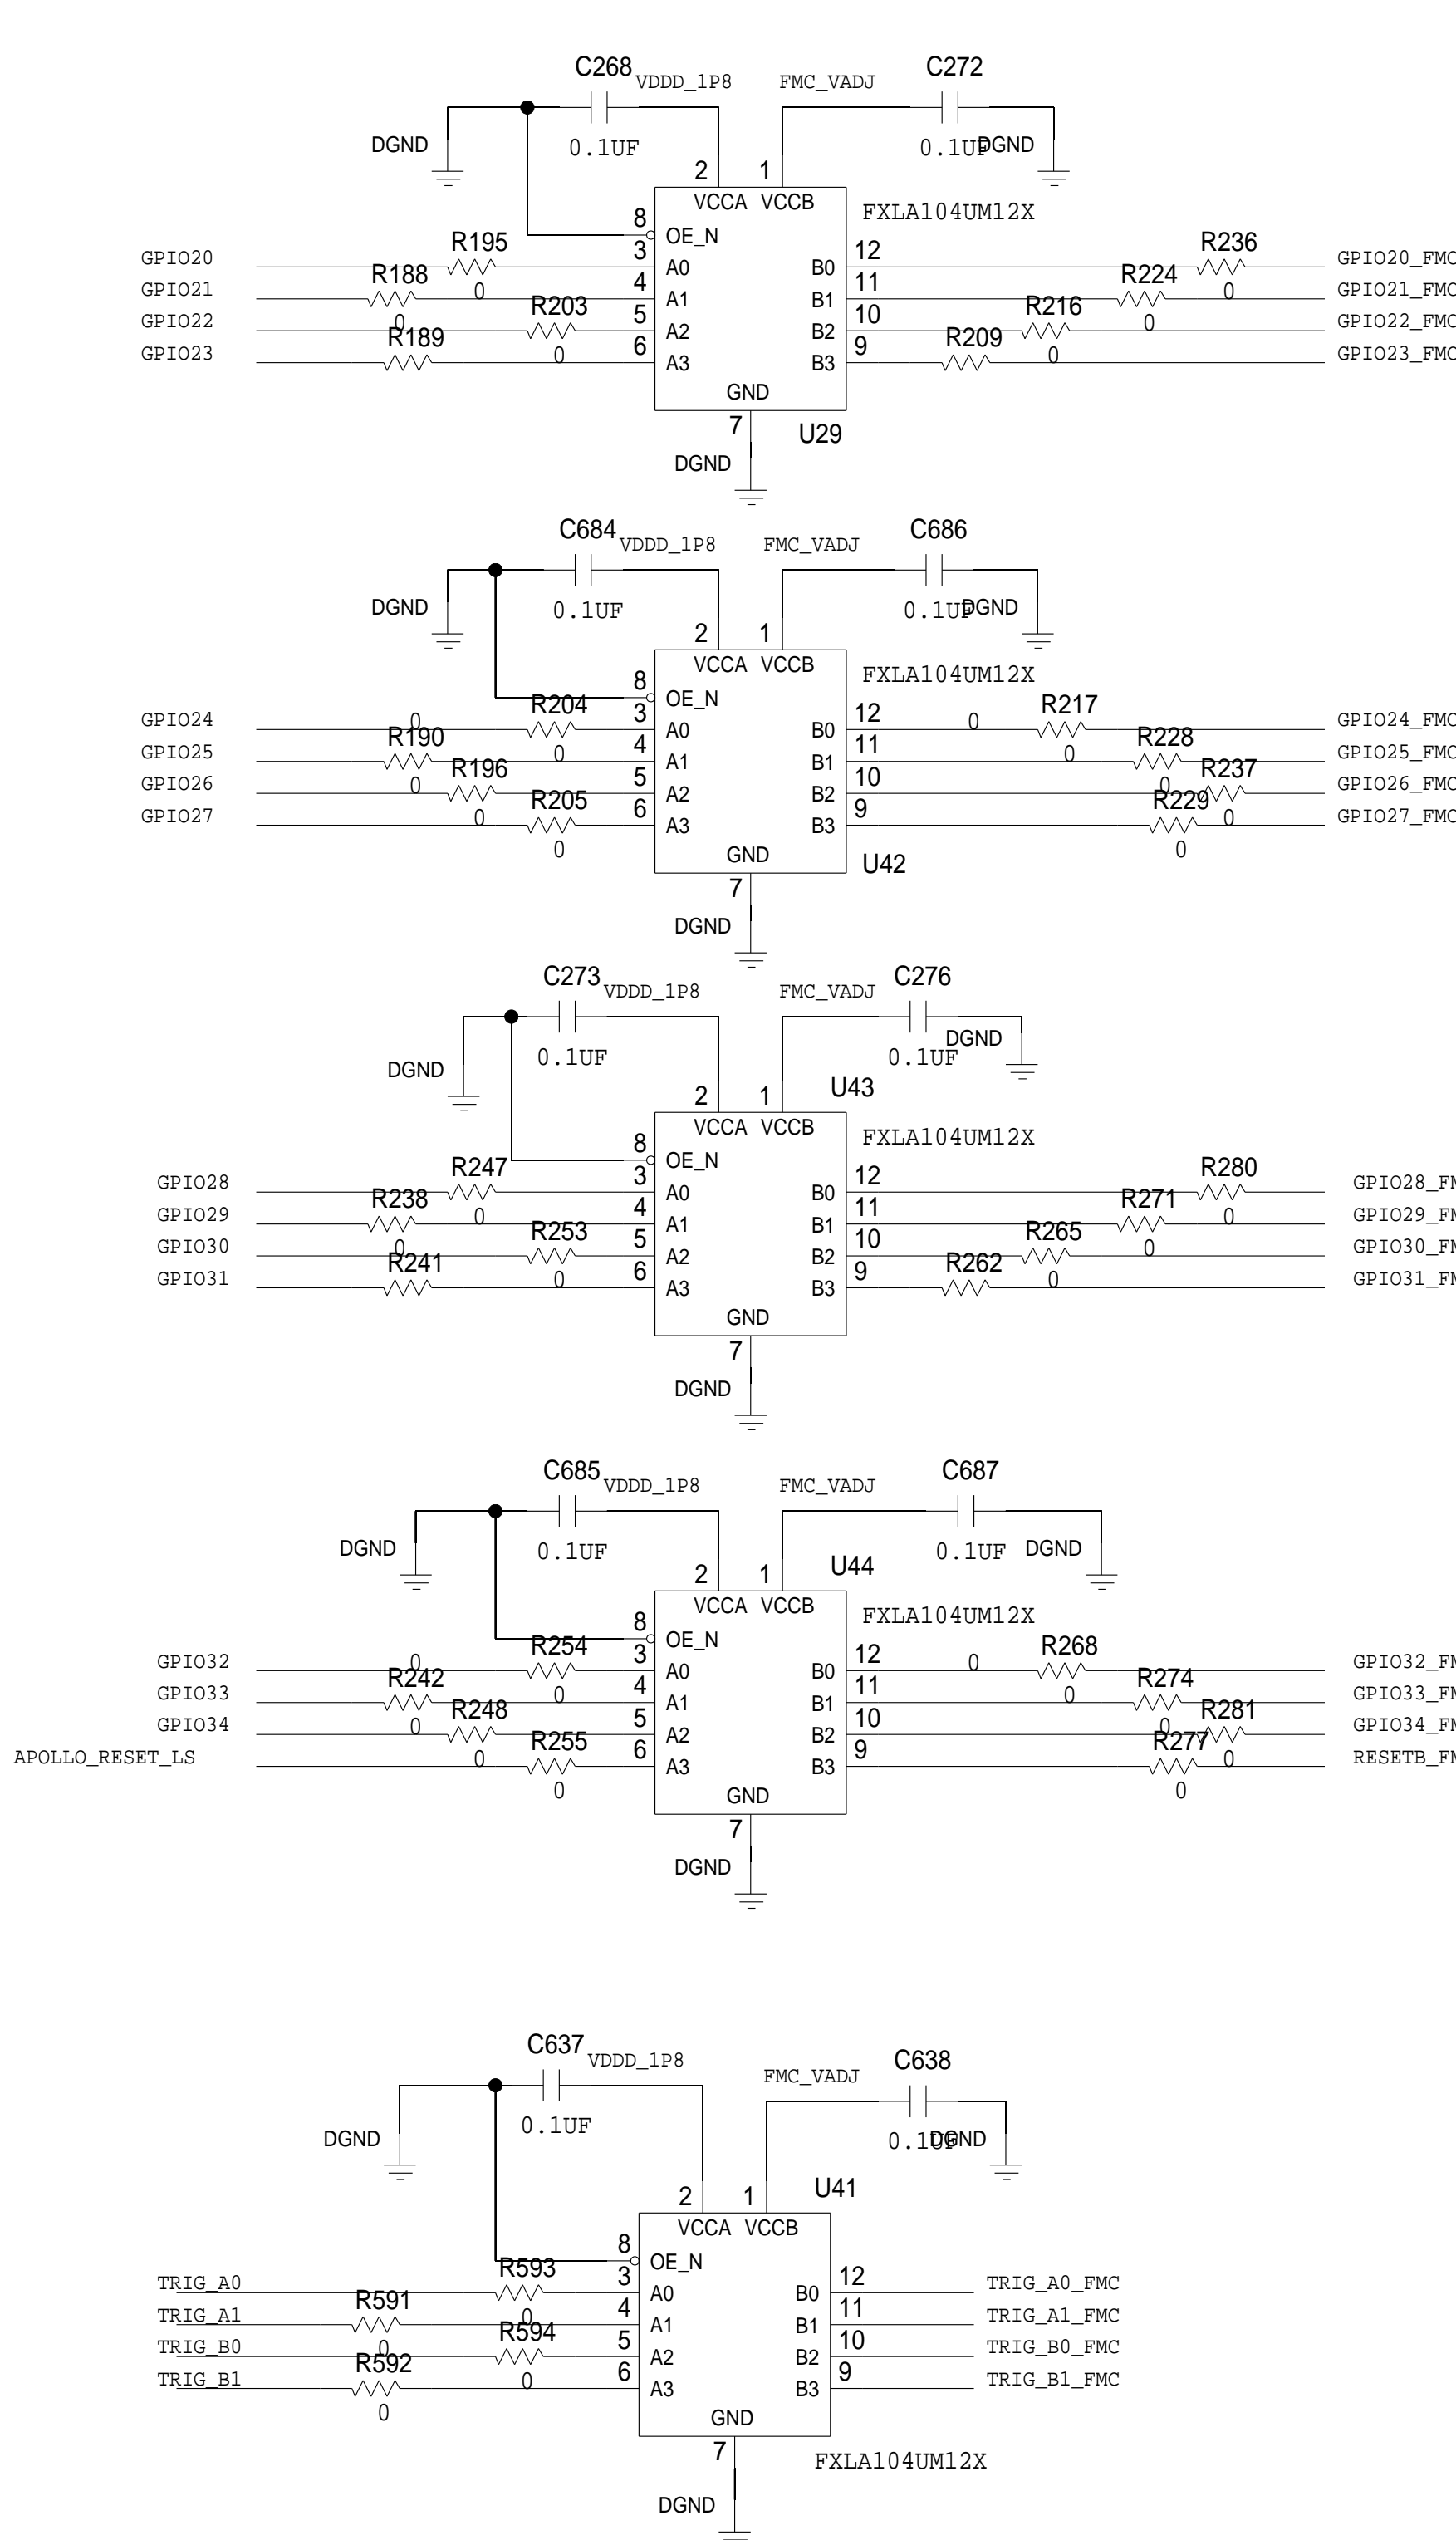 C268 VDDD_1P8 FMC_VADJ C272
DGND 0.1UF 0.1UF DGND
2 1
VCCA VCCB FXLA104UM12X
8 OE_N
GPIO20 R195 0 3 A0 B0 12 R236 0 GPIO20_FMC
GPIO21 R188 0 4 A1 B1 11 R224 0 GPIO21_FMC
GPIO22 R203 0 5 A2 B2 10 R216 0 GPIO22_FMC
GPIO23 R189 6 A3 B3 9 R209 GPIO23_FMC
GND
7 U29
DGND
C684 VDDD_1P8 FMC_VADJ C686
DGND 0.1UF 0.1UF DGND
2 1
VCCA VCCB FXLA104UM12X
8 OE_N
GPIO24 0 R204 0 3 A0 B0 12 0 R217 0 GPIO24_FMC
GPIO25 R190 0 4 A1 B1 11 R228 0 GPIO25_FMC
GPIO26 R196 0 5 A2 B2 10 R237 0 GPIO26_FMC
GPIO27 R205 0 6 A3 B3 9 R229 0 GPIO27_FMC
GND U42
7
DGND
C273 VDDD_1P8 FMC_VADJ C276
DGND 0.1UF 0.1UF DGND
2 1 U43
VCCA VCCB FXLA104UM12X
8 OE_N
GPIO28 R247 0 3 A0 B0 12 R280 0 GPIO28_FM
GPIO29 R238 0 4 A1 B1 11 R271 0 GPIO29_FM
GPIO30 R253 0 5 A2 B2 10 R265 0 GPIO30_FM
GPIO31 R241 6 A3 B3 9 R262 GPIO31_FM
GND
7
DGND
C685 VDDD_1P8 FMC_VADJ C687
DGND 0.1UF 0.1UF DGND
2 1 U44
VCCA VCCB FXLA104UM12X
8 OE_N
GPIO32 0 R254 0 3 A0 B0 12 0 R268 0 GPIO32_FM
GPIO33 R242 0 4 A1 B1 11 R274 0 GPIO33_FM
GPIO34 R248 0 5 A2 B2 10 R281 0 GPIO34_FM
APOLLO_RESET_LS R255 0 6 A3 B3 9 R277 0 RESETB_FM
GND
7
DGND
C637 VDDD_1P8 FMC_VADJ C638
DGND 0.1UF 0.1UF DGND
2 1 U41
VCCA VCCB
8 OE_N
TRIG_A0 R593 0 3 A0 B0 12 TRIG_A0_FMC
TRIG_A1 R591 0 4 A1 B1 11 TRIG_A1_FMC
TRIG_B0 R594 0 5 A2 B2 10 TRIG_B0_FMC
TRIG_B1 R592 0 6 A3 B3 9 TRIG_B1_FMC
GND
7 FXLA104UM12X
DGND